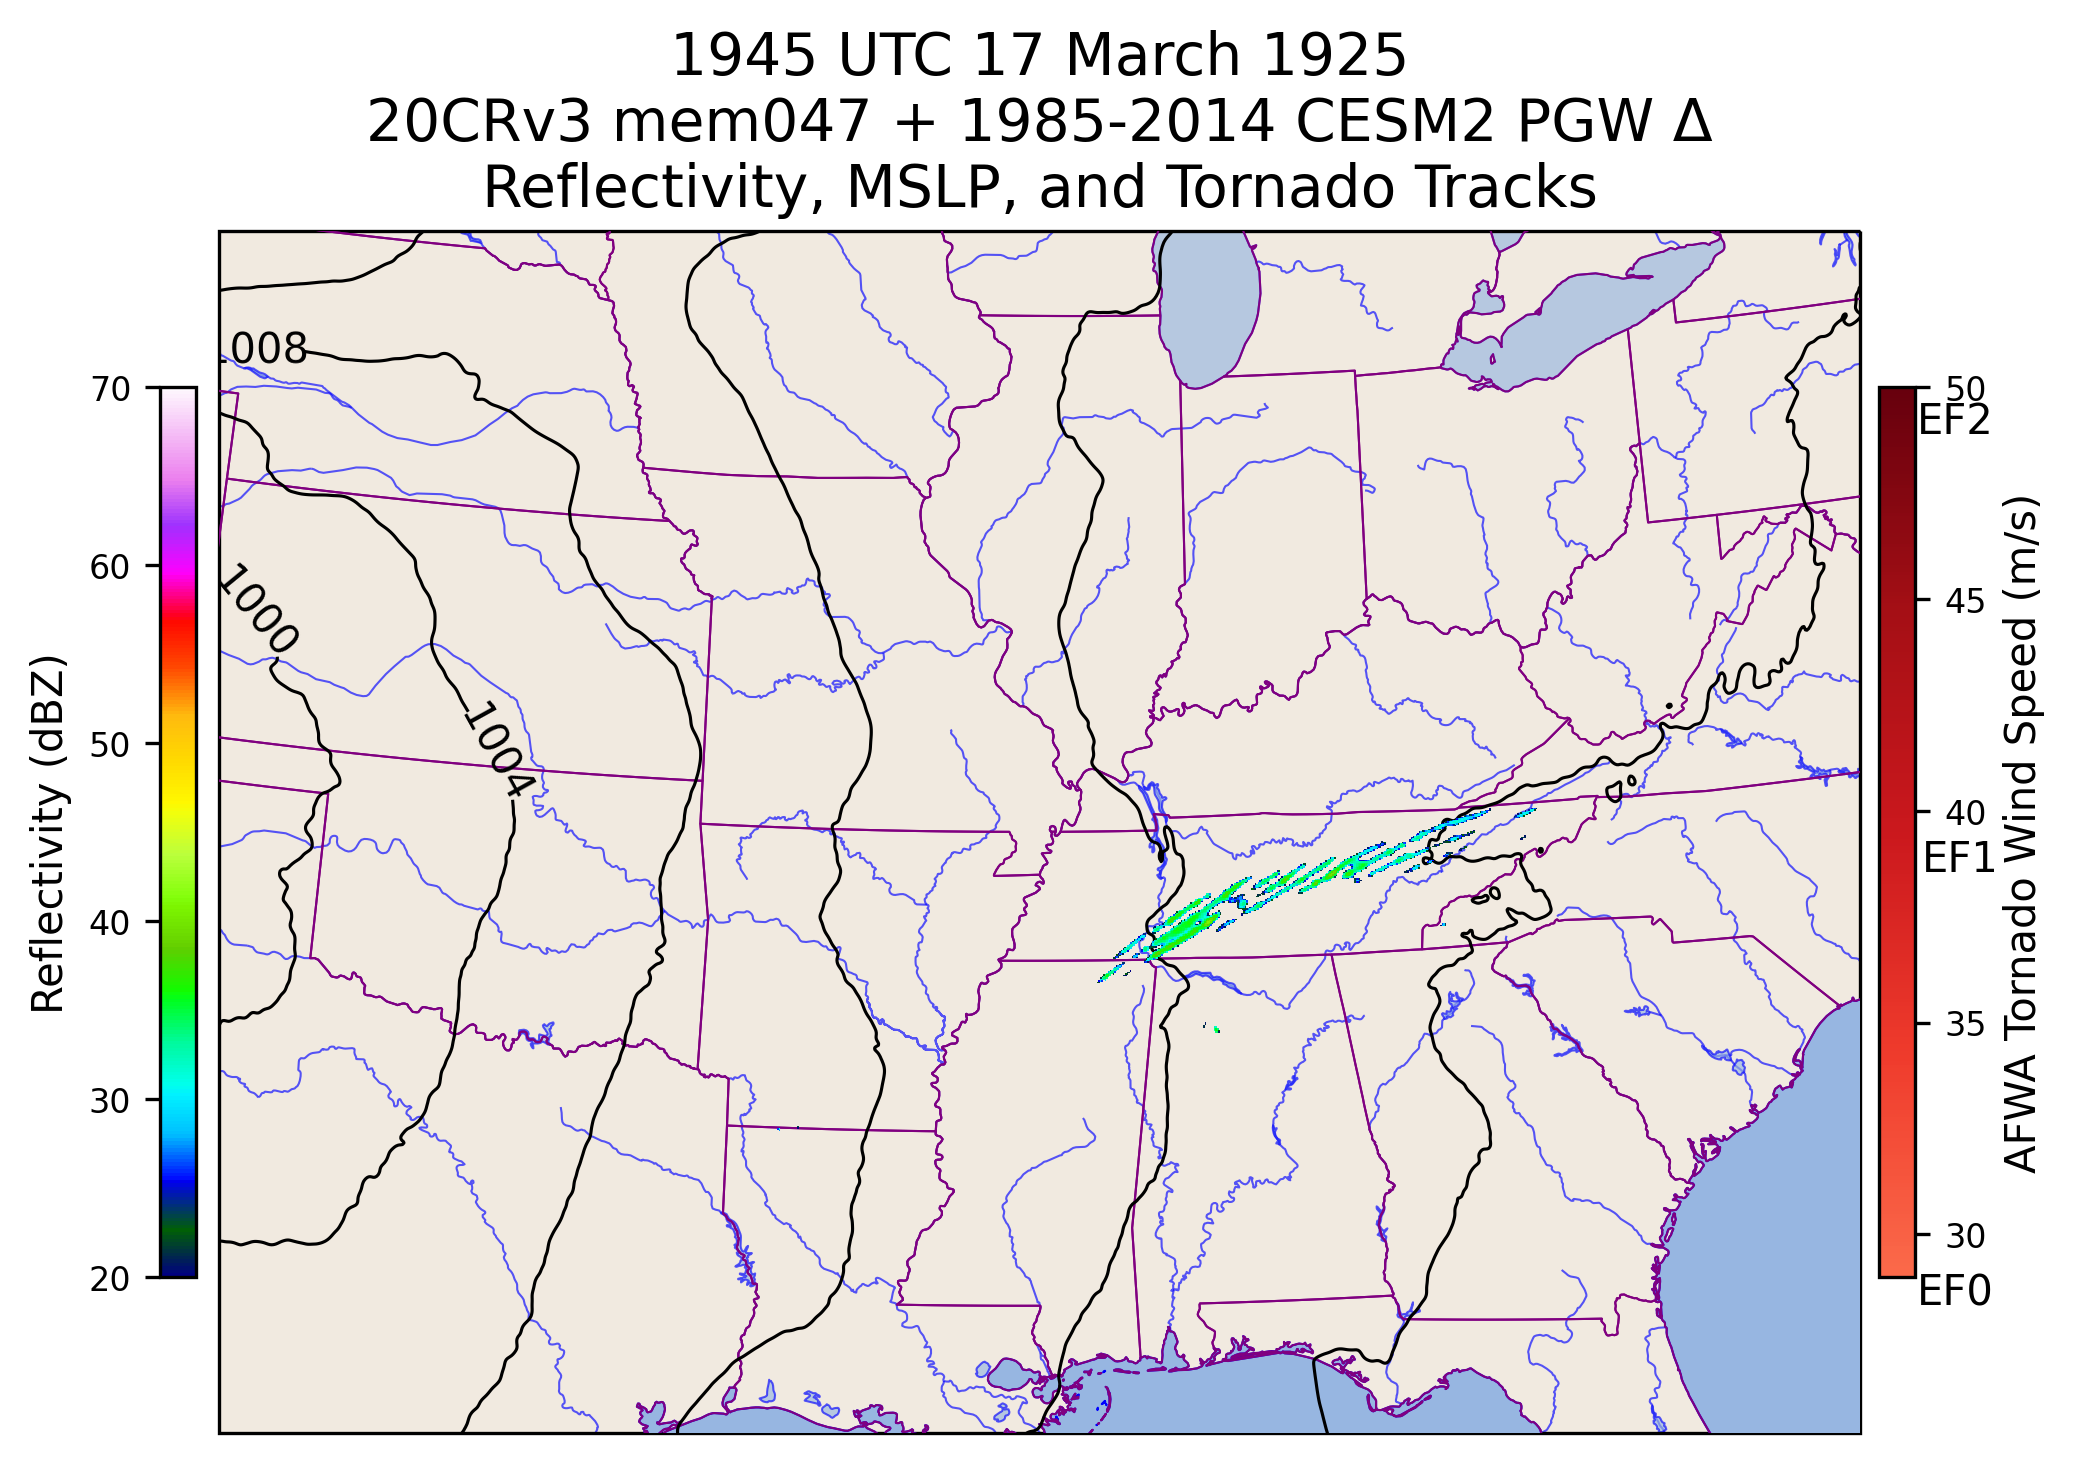 1945 UTC 17 March 1925
20CRv3 mem047 + 1985-2014 CESM2 PGW Δ
Reflectivity, MSLP, and Tornado Tracks
008
1000
1004
70
60
50
40
30
20
Reflectivity (dBZ)
50
EF2
45
40
EF1
35
30
EF0
AFWA Tornado Wind Speed (m/s)